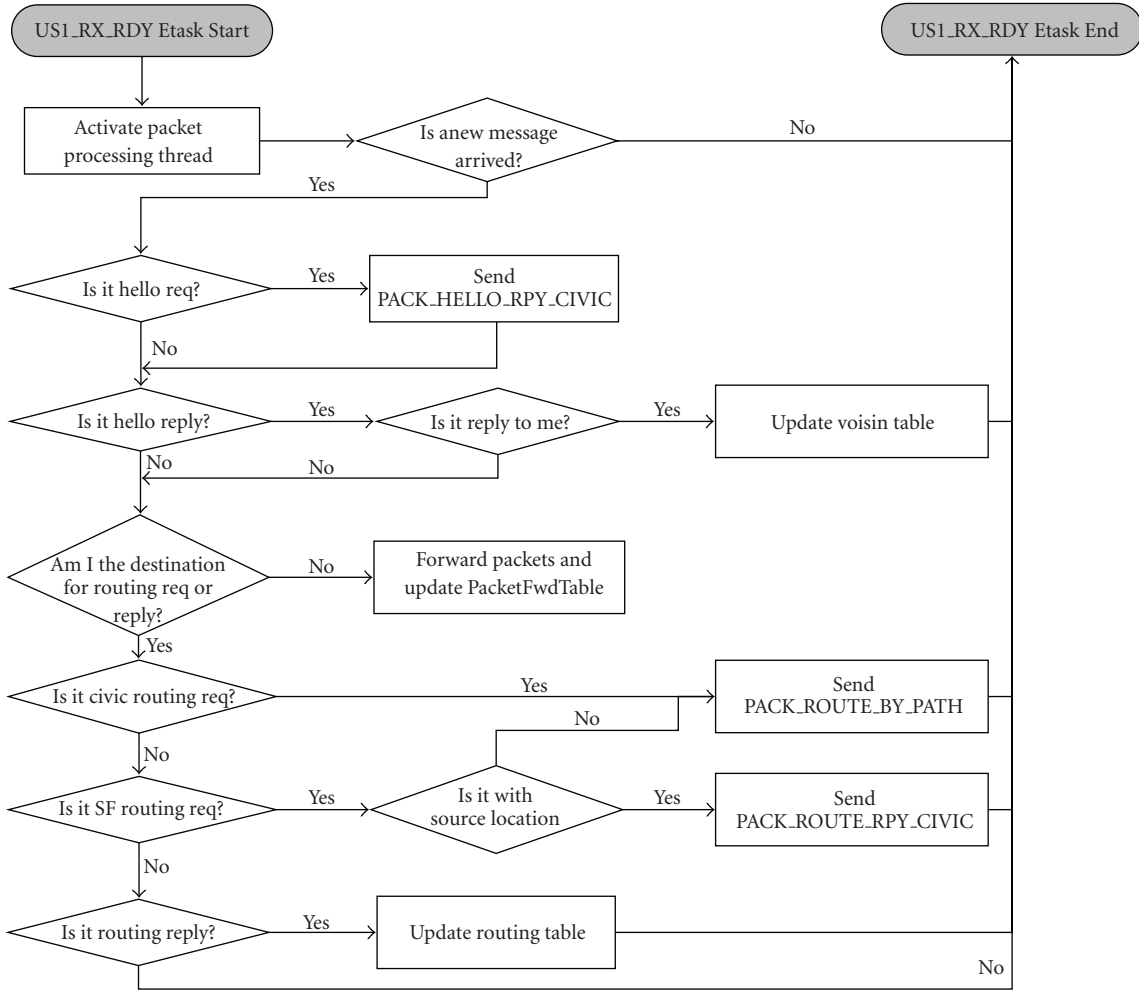 US1_RX_RDY Etask Start
US1_RX_RDY Etask End
Activate packet
processing thread
Is anew message
arrived?
No
Yes
Is it hello req?
Yes
Send
PACK_HELLO_RPY_CIVIC
No
Is it hello reply?
Yes
Is it reply to me?
Yes
Update voisin table
No
No
Am I the destination
for routing req or
reply?
No
Forward packets and
update PacketFwdTable
Yes
Is it civic routing req?
Yes
Send
PACK_ROUTE_BY_PATH
No
No
Is it SF routing req?
Yes
Is it with
source location
Yes
Send
PACK_ROUTE_RPY_CIVIC
No
Is it routing reply?
Yes
Update routing table
No